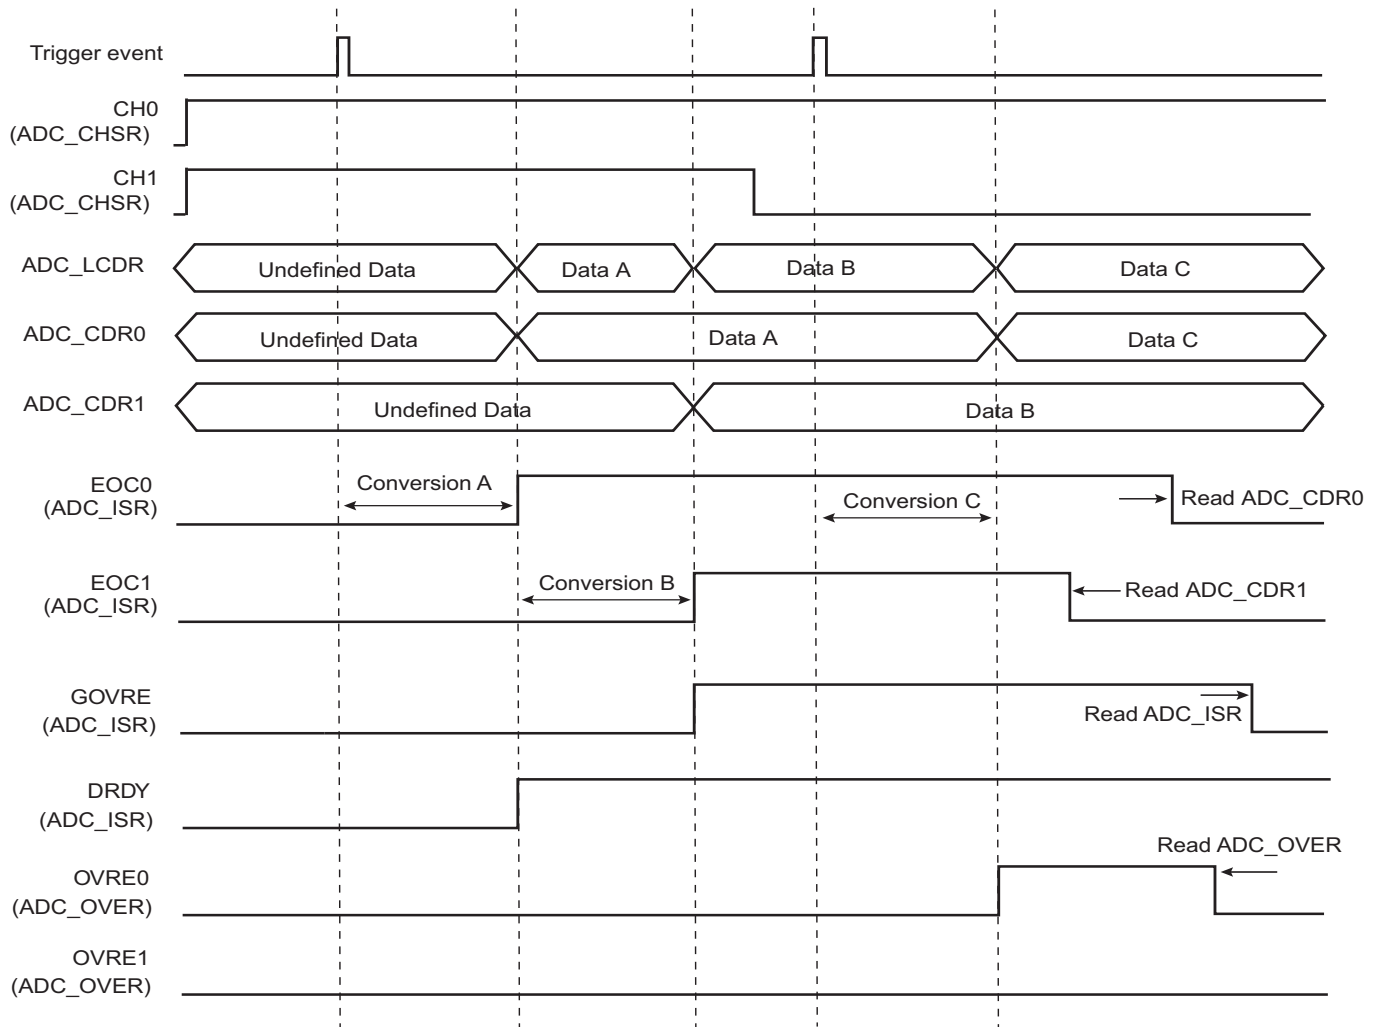 Trigger event
CH0
(ADC_CHSR)
CH1
(ADC_CHSR)
ADC_LCDR
Undefined Data
Data A
Data B
Data C
ADC_CDR0
Undefined Data
Data A
Data C
ADC_CDR1
Undefined Data
Data B
EOC0
(ADC_ISR)
Conversion A
Conversion C
Read ADC_CDR0
EOC1
(ADC_ISR)
Conversion B
Read ADC_CDR1
GOVRE
(ADC_ISR)
Read ADC_ISR
DRDY
(ADC_ISR)
Read ADC_OVER
OVRE0
(ADC_OVER)
OVRE1
(ADC_OVER)